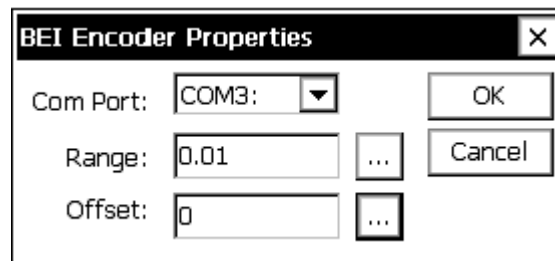 BEI Encoder Properties
Com Port: COM3: OK
Range: 0.01 ... Cancel
Offset: 0 ...